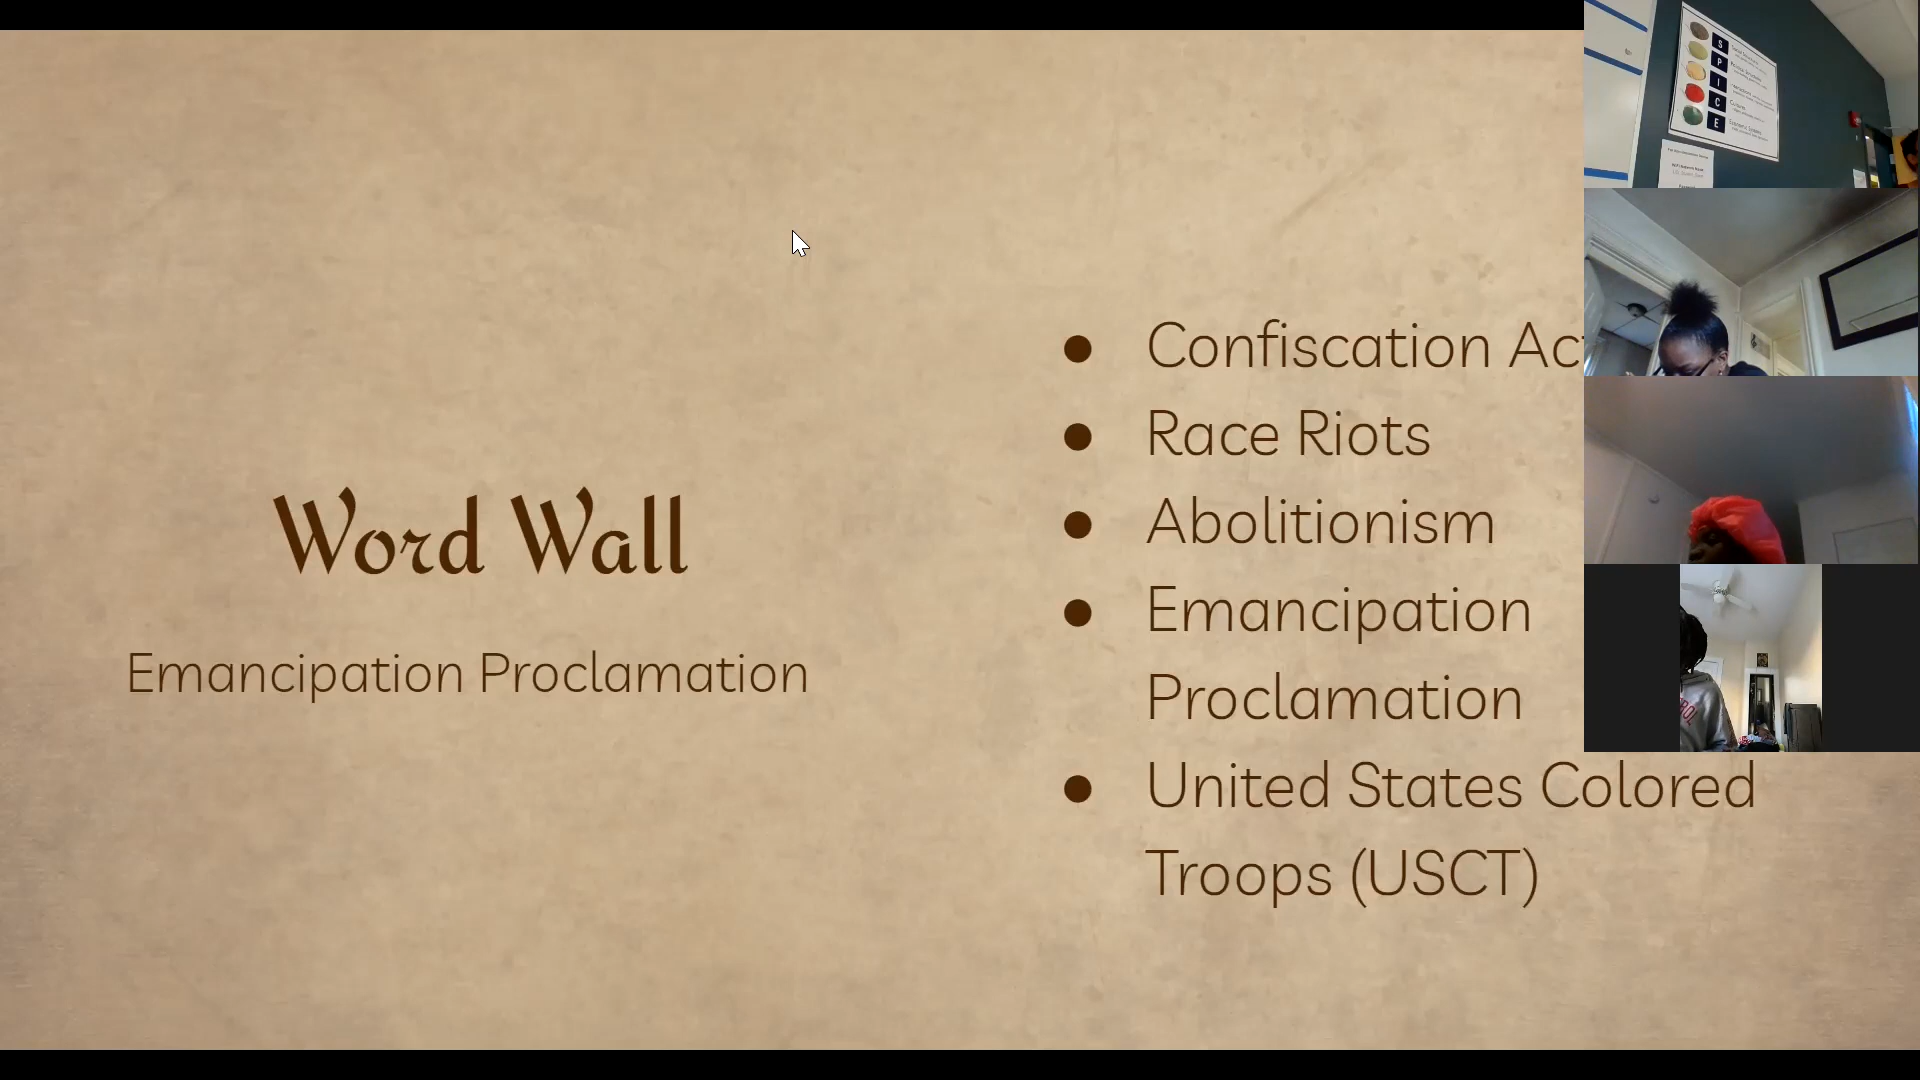 Word Wall
Emancipation Proclamation
Confiscation Ac
Race Riots
Abolitionism
Emancipation
Proclamation
United States Colored
Troops (USCT)
S
P
I
C
E